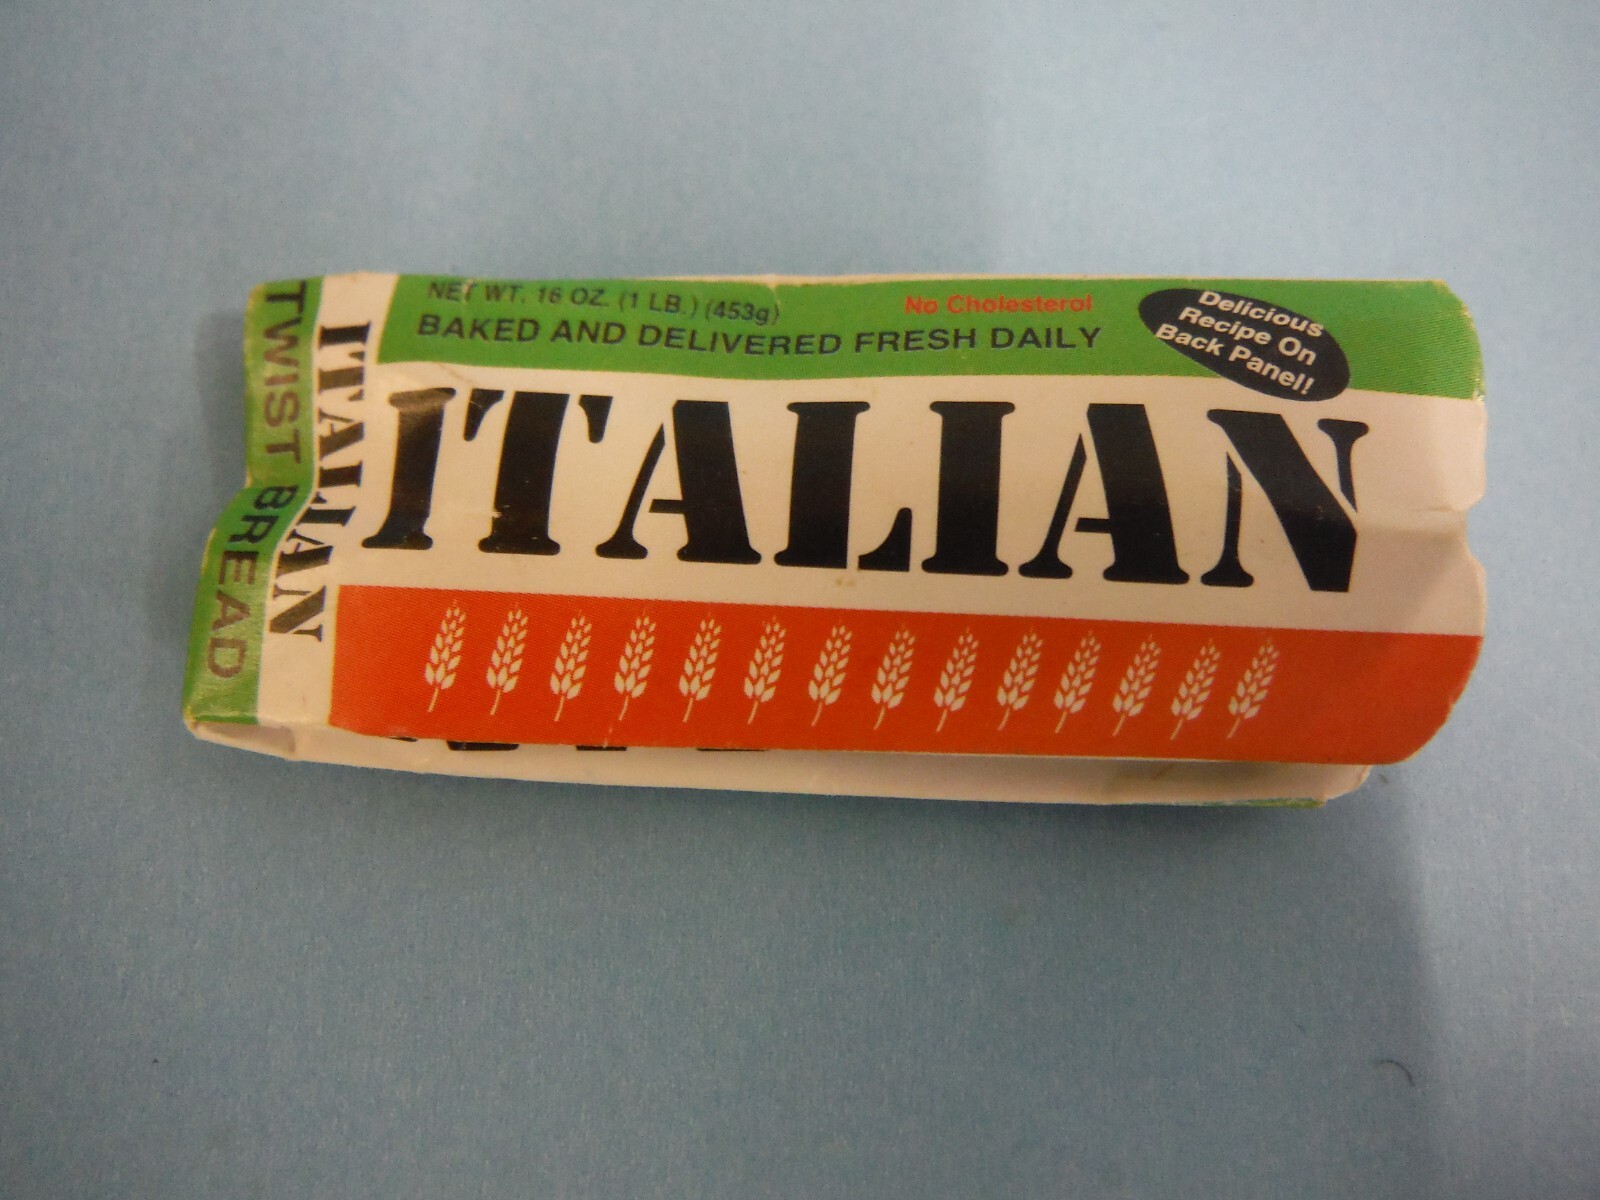 TWIST BREAD
ITALIAN
NET WT. 16 OZ. (1 LB.) (453g)
No Cholesterol
BAKED AND DELIVERED FRESH DAILY
Delicious
Recipe On
Back Panel!
ITALIAN